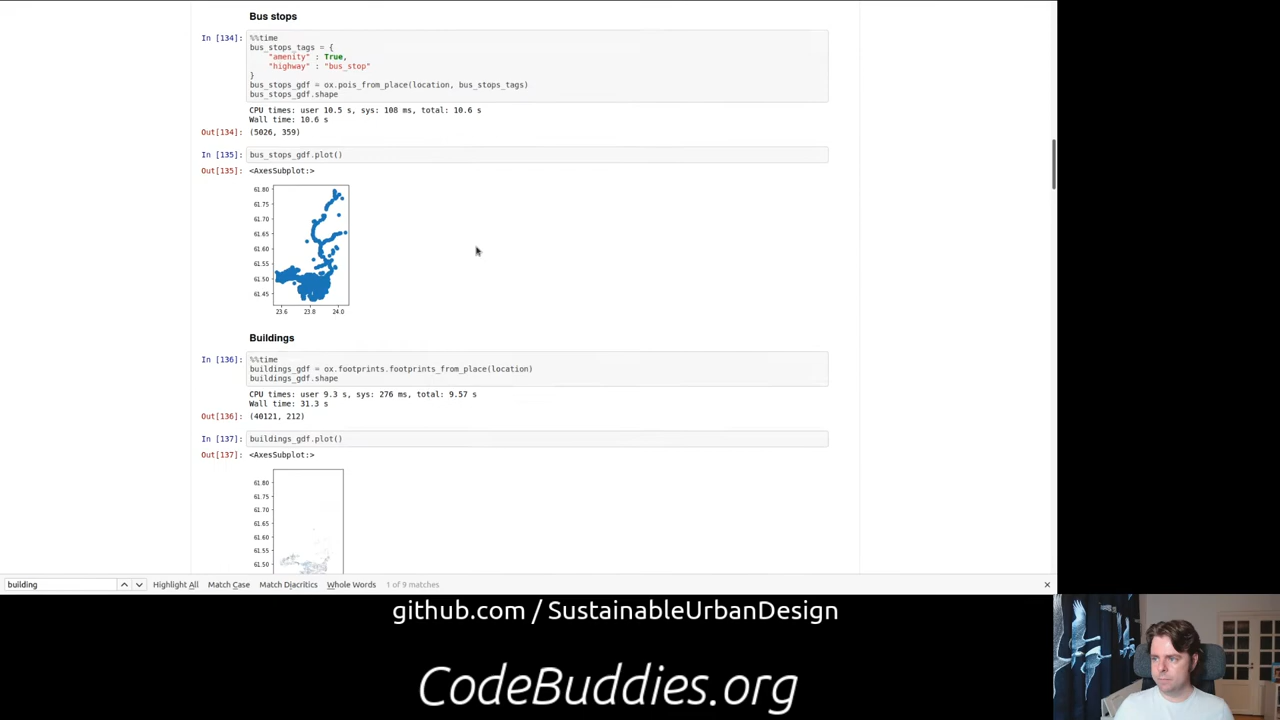 Bus stops
In [134]:
%%time
bus_stops_tags = {
"amenity" : True,
"highway" : "bus_stop"
}
bus_stops_gdf = ox.pois_from_place(location, bus_stops_tags)
bus_stops_gdf.shape
CPU times: user 10.5 s, sys: 108 ms, total: 10.6 s
Wall time: 10.6 s
Out[134]: (5026, 359)
In [135]: bus_stops_gdf.plot()
Out[135]: <AxesSubplot:>
61.80
61.75
61.70
61.65
61.60
61.55
61.50
61.45
23.6 23.8 24.0
Buildings
In [136]:
%%time
buildings_gdf = ox.footprints.footprints_from_place(location)
buildings_gdf.shape
CPU times: user 9.3 s, sys: 276 ms, total: 9.57 s
Wall time: 31.3 s
Out[136]: (40121, 212)
In [137]: buildings_gdf.plot()
Out[137]: <AxesSubplot:>
61.80
61.75
61.70
61.65
61.60
61.55
61.50
building Highlight All Match Case Match Diacritics Whole Words 1 of 9 matches
github.com / SustainableUrbanDesign
CodeBuddies.org